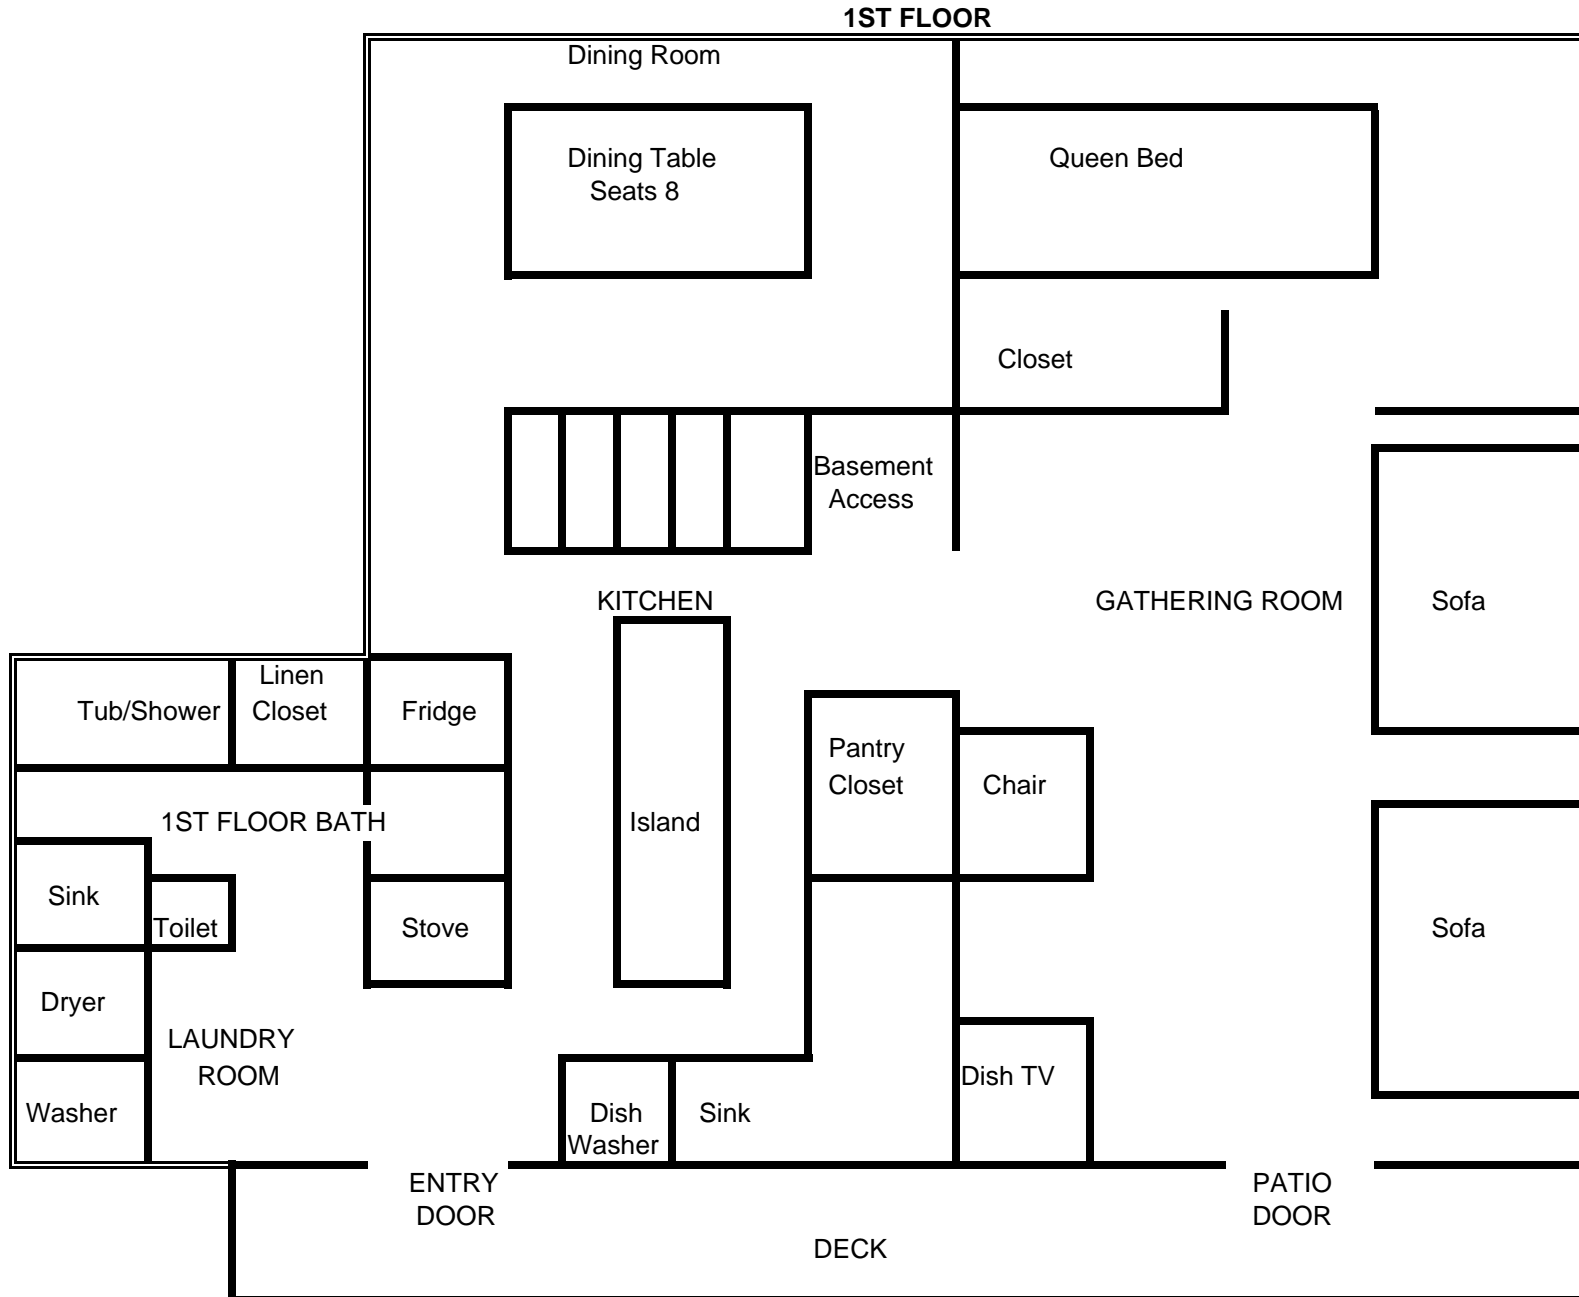 1ST FLOOR
Dining Room
Dining Table
Seats 8
Queen Bed
Closet
Basement
Access
KITCHEN
GATHERING ROOM
Sofa
Linen
Closet
Tub/Shower
Fridge
Pantry
Closet
Chair
1ST FLOOR BATH
Island
Sink
Toilet
Stove
Sofa
Dryer
LAUNDRY
ROOM
Washer
Dish
Washer
Sink
Dish TV
ENTRY
DOOR
PATIO
DOOR
DECK